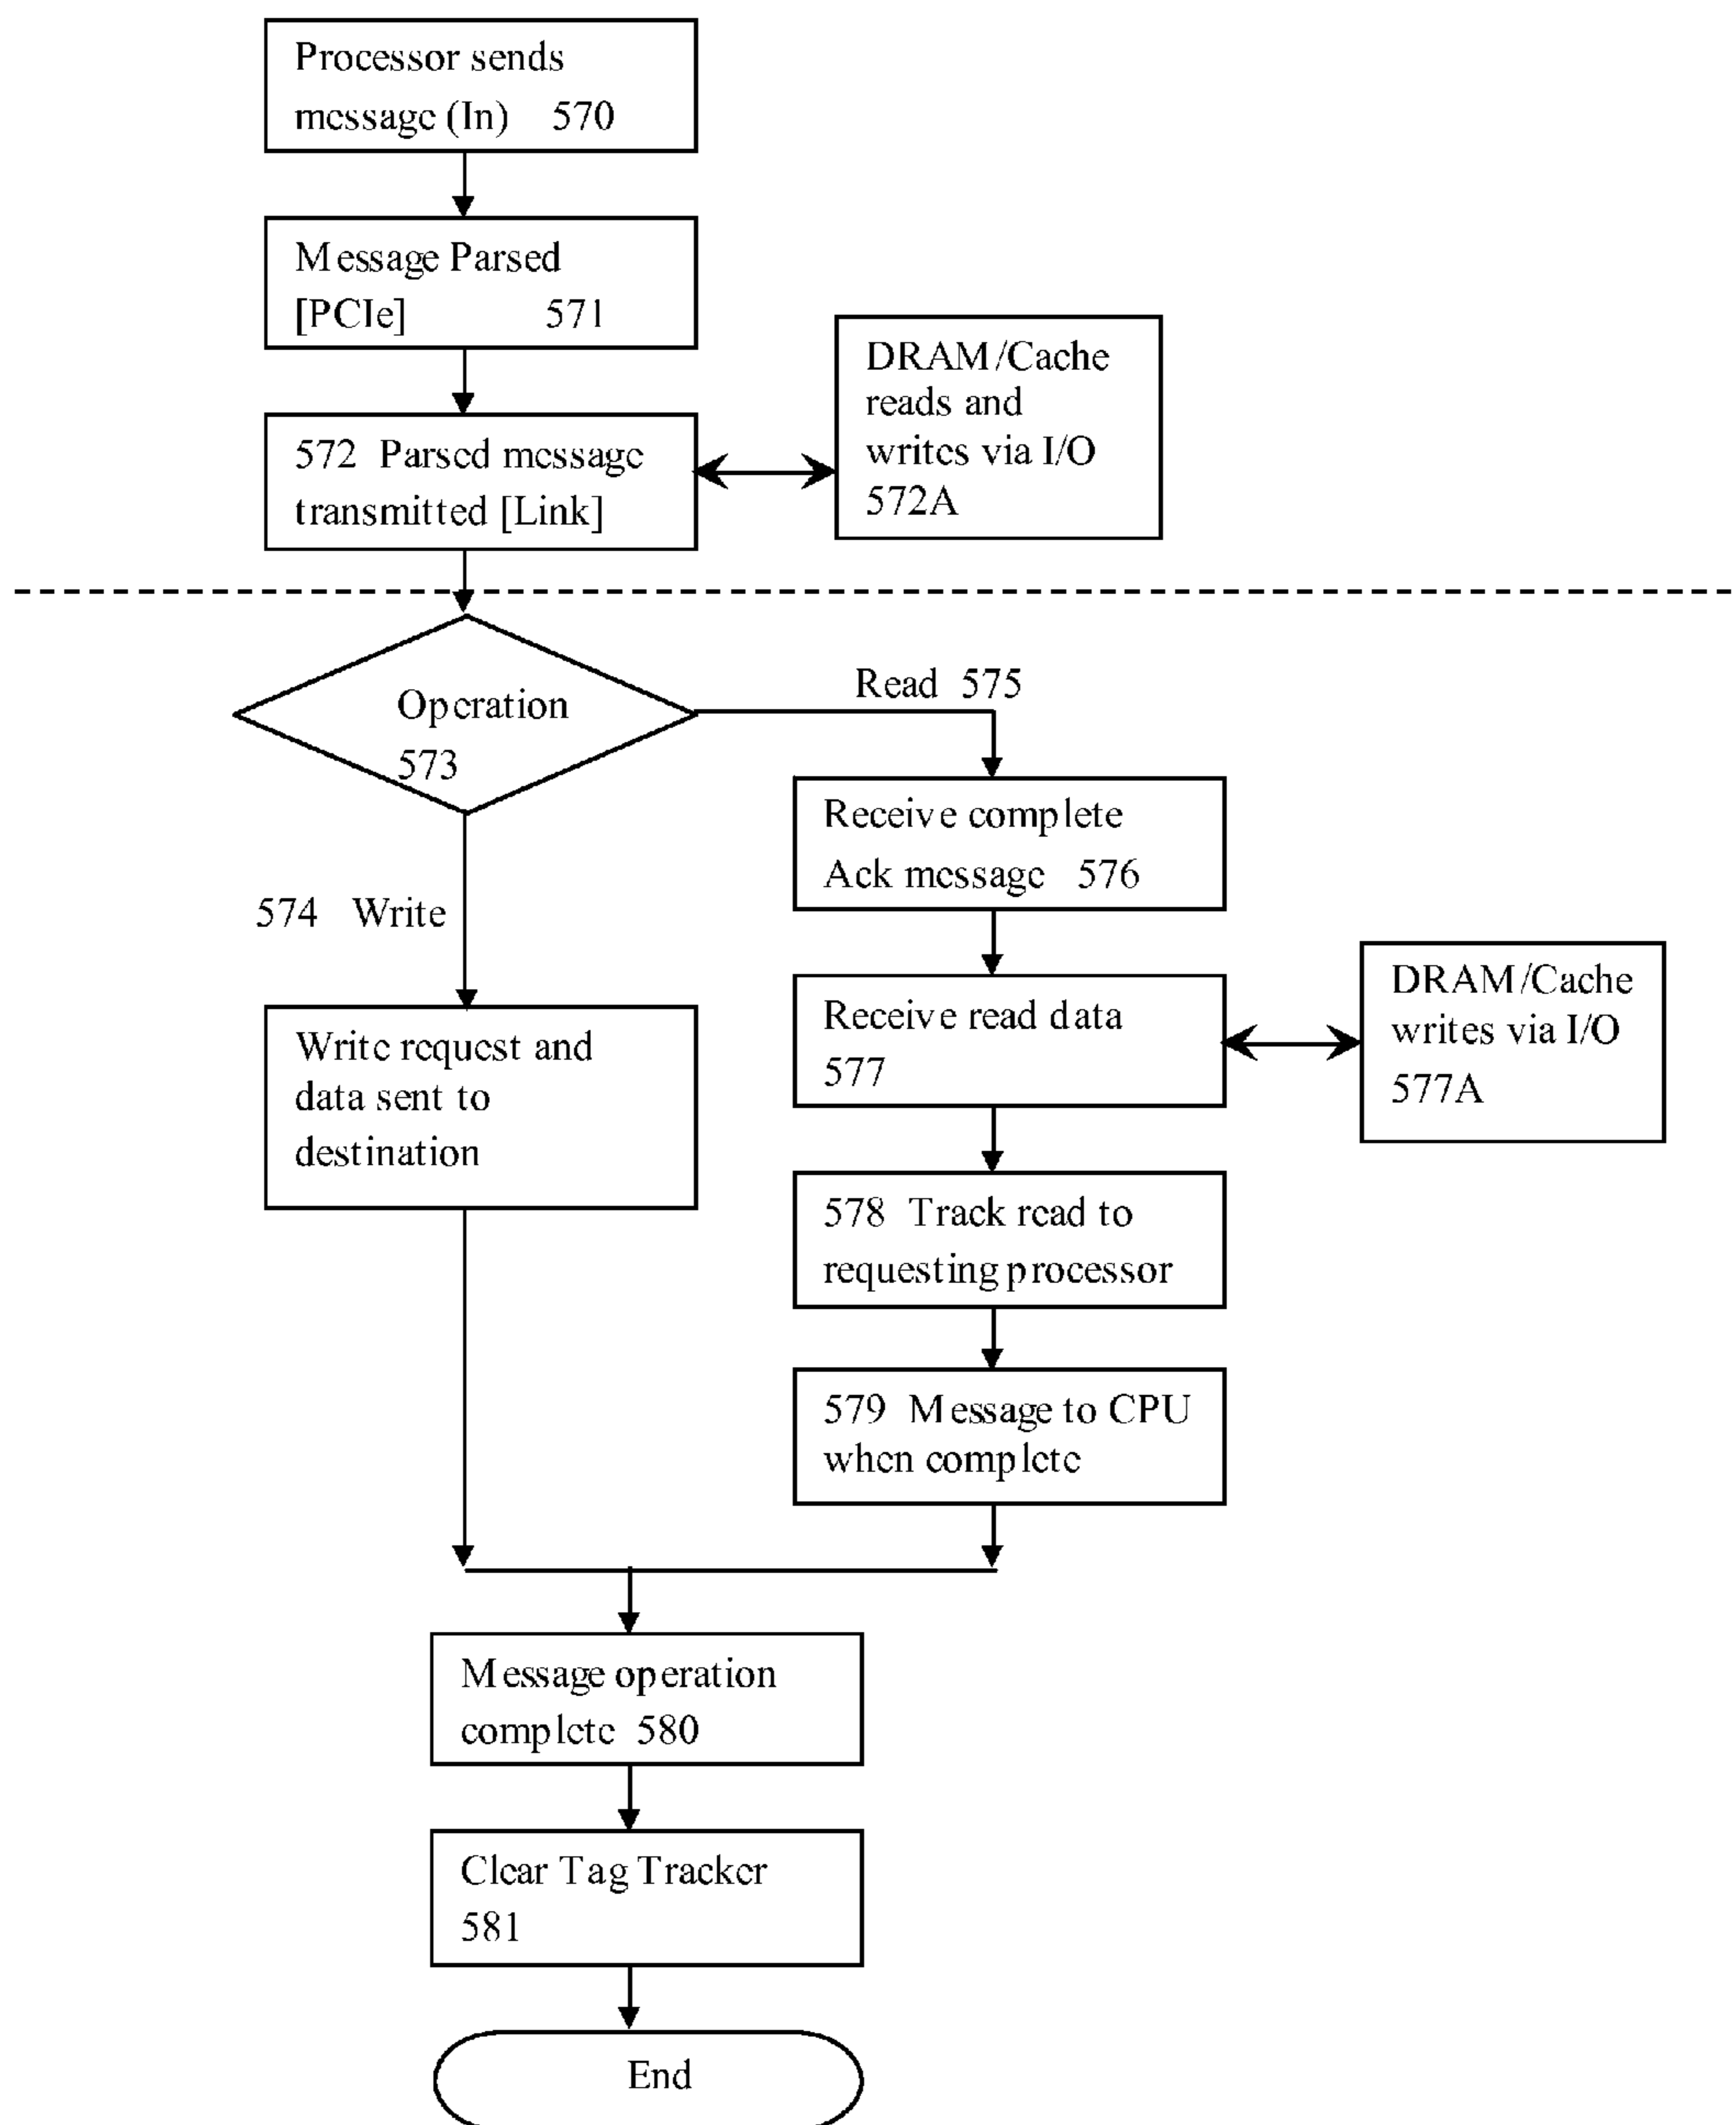 Processor sends
message (In) 570
Message Parsed
[PCIe] 571
DRAM/Cache
reads and
writes via I/O
572A
572 Parsed message
transmitted [Link]
Operation
573
Read 575
Receive complete
Ack message 576
574 Write
DRAM/Cache
writes via I/O
577A
Receive read data
577
Write request and
data sent to
destination
578 Track read to
requesting processor
579 Message to CPU
when complete
Message operation
complete 580
Clear Tag Tracker
581
End